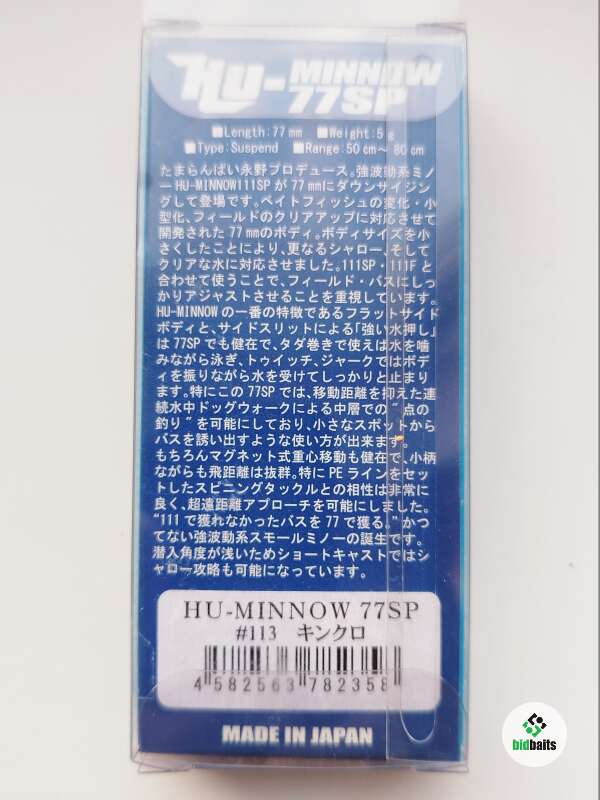 HU-MINNOW
77SP
■Length:77mm ■Weight:5g
■Type:Suspend ■Range:50cm～80cm
たまらんばい永野プロデュース。強波動系ミノ
ーHU-MINNOW111SPが77mmにダウンサイジン
グして登場です。ベイトフィッシュの変化・小
型化、フィールドのクリアアップに対応させて
開発された77mmのボディ。ボディサイズを小
さくしたことにより、更なるシャロー、そして
クリアな水に対応させました。111SP・111Fと
合わせて使うことで、フィールド・バスにしっ
かりアジャストさせることを重視しています。
HU-MINNOWの一番の特徴であるフラットサイド
ボディと、サイドスリットによる「強い水押し」
は77SPでも健在で、タダ巻きで使えば水を噛
みながら泳ぎ、トゥイッチ、ジャークではボデ
ィを振りながら水を受けてしっかりと止まり
ます。特にこの77SPでは、移動距離を抑えた連
続水中ドッグウォークによる中層での“点の
釣り”を可能にしており、小さなスポットから
バスを誘い出すような使い方が出来ます。
もちろんマグネット式重心移動も健在で、小柄
ながらも飛距離は抜群。特にPEラインをセッ
トしたスピニングタックルとの相性は非常に
良く、超遠距離アプローチを可能にしました。
“111で獲れなかったバスを77で獲る。”かつ
てない強波動系スモールミノーの誕生です。
潜入角度が浅いためショートキャストではシ
ャロー攻略も可能になっています。
HU-MINNOW 77SP
#113 キンクロ
4 582563 782358
MADE IN JAPAN
bidbaits